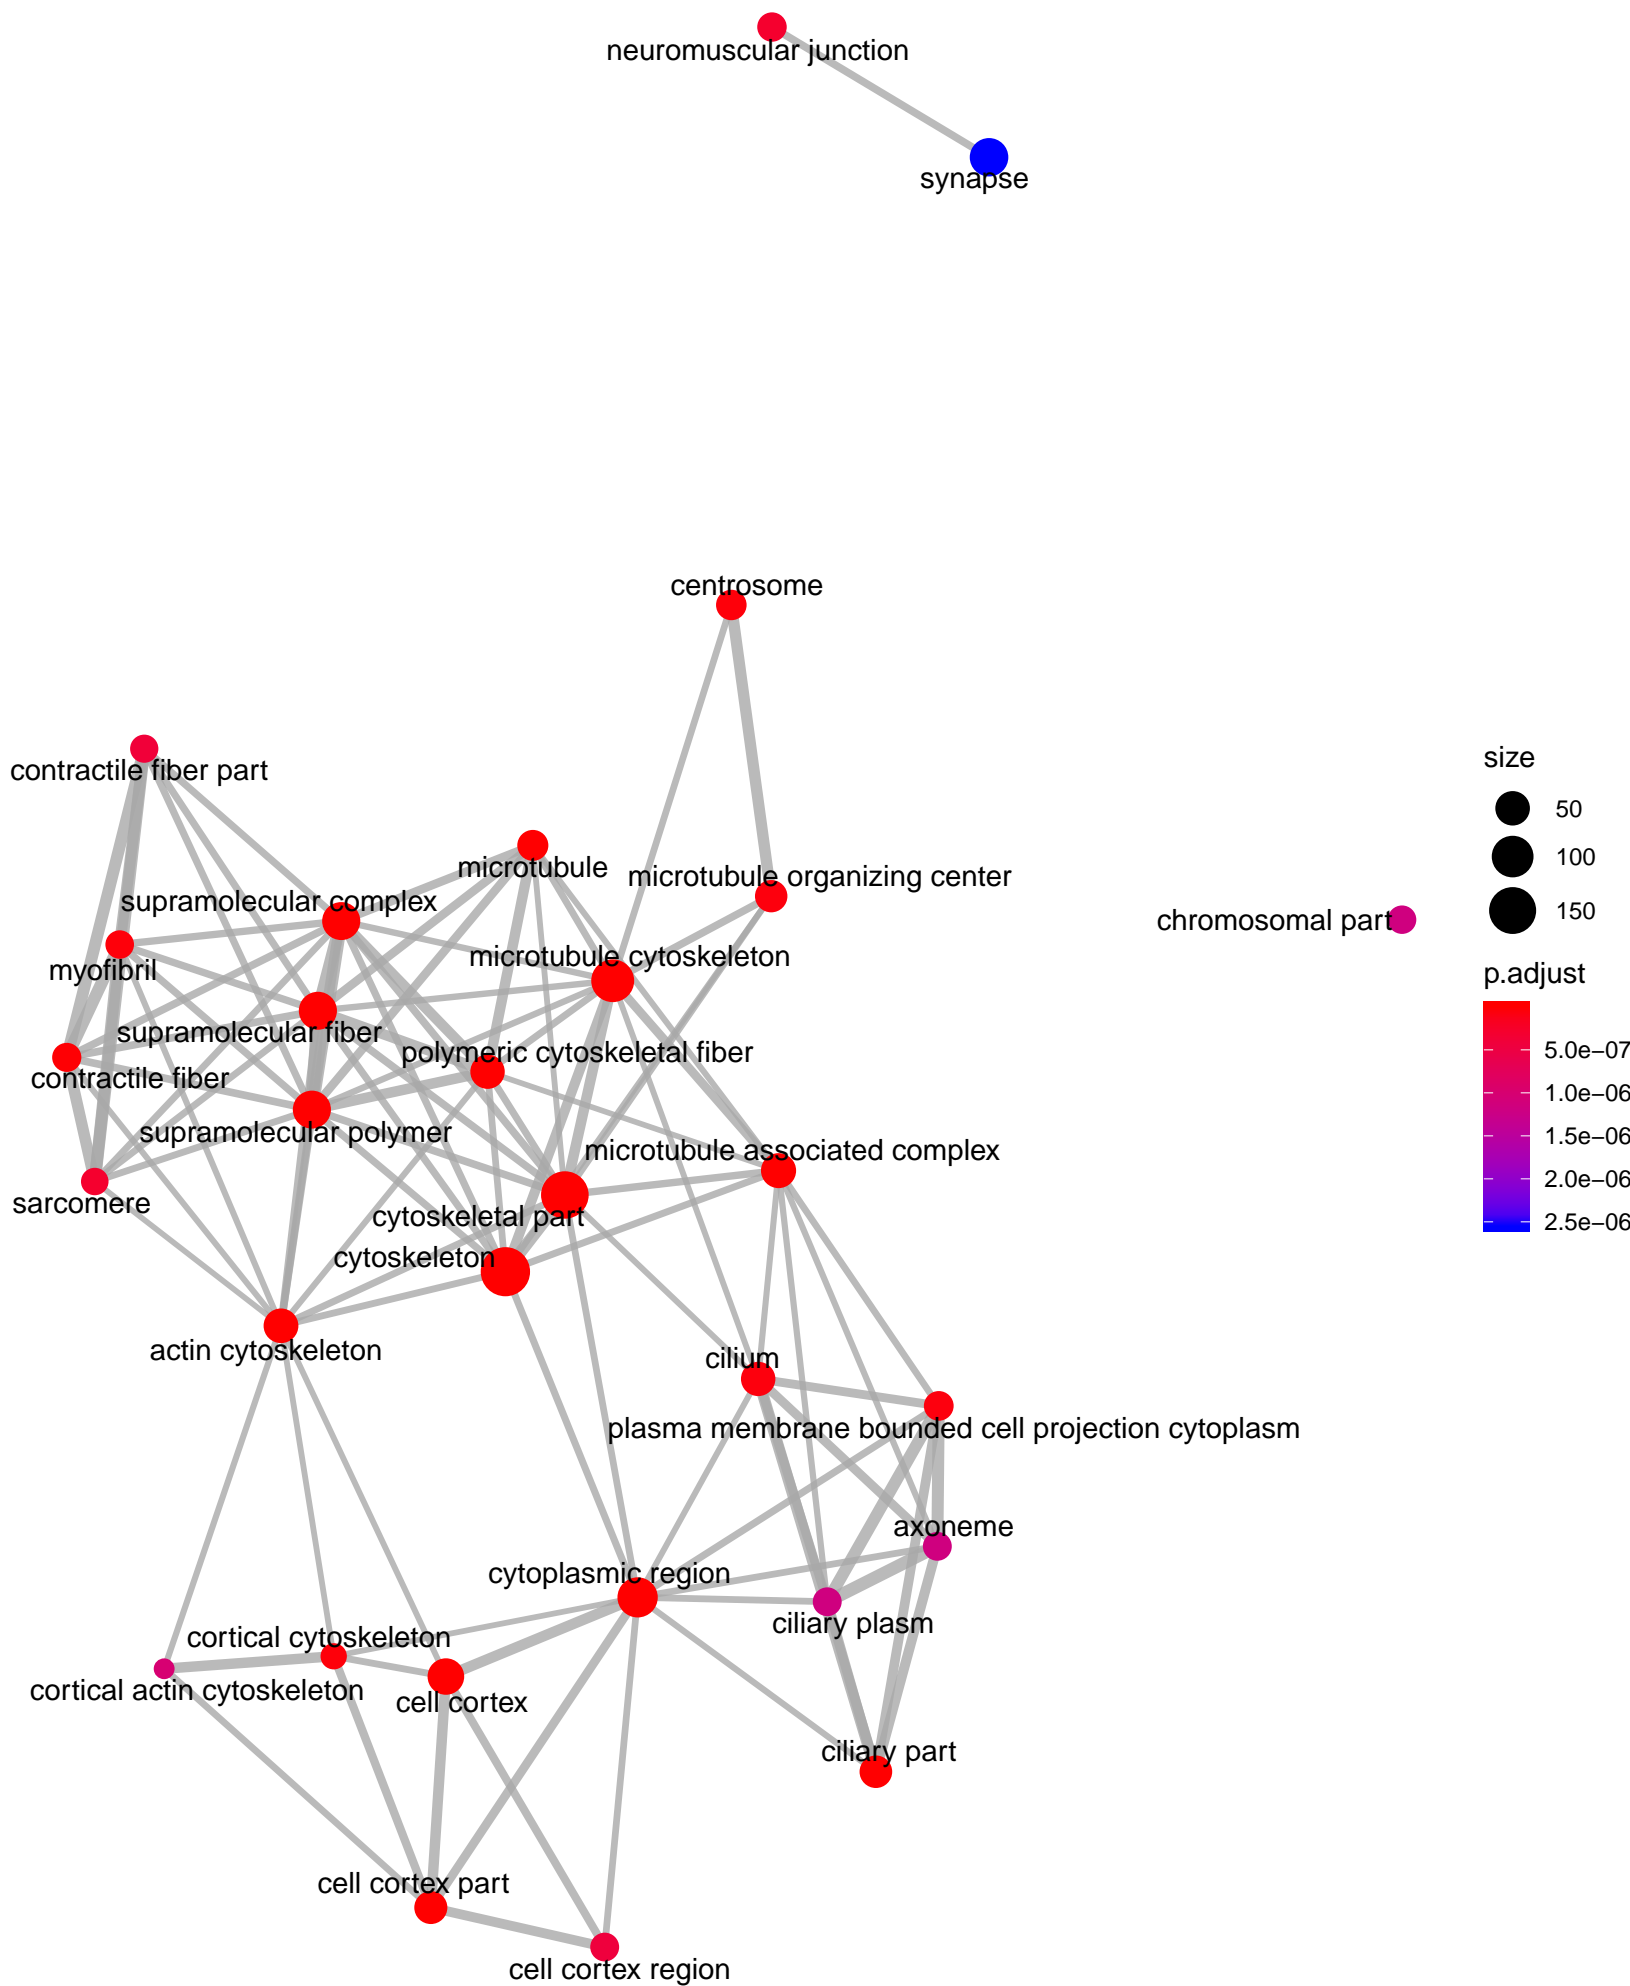 neuromuscular junction
synapse
centrosome
contractile fiber part
microtubule
microtubule organizing center
supramolecular complex
chromosomal part
myofibril
microtubule cytoskeleton
supramolecular fiber
polymeric cytoskeletal fiber
contractile fiber
supramolecular polymer
microtubule associated complex
sarcomere
cytoskeletal part
cytoskeleton
actin cytoskeleton
cilium
plasma membrane bounded cell projection cytoplasm
axoneme
cytoplasmic region
ciliary plasm
cortical cytoskeleton
cortical actin cytoskeleton
cell cortex
ciliary part
cell cortex part
cell cortex region
size
50
100
150
p.adjust
5.0e−07
1.0e−06
1.5e−06
2.0e−06
2.5e−06